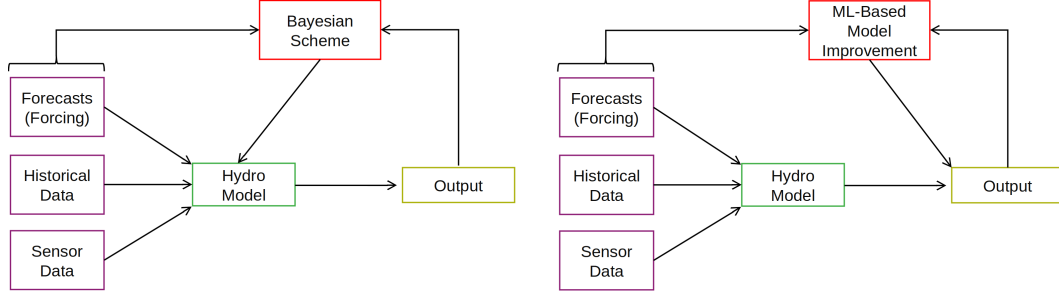 Bayesian
Scheme
Forecasts
(Forcing)
Historical
Data
Sensor
Data
Hydro
Model
Output
ML-Based
Model
Improvement
Forecasts
(Forcing)
Historical
Data
Sensor
Data
Hydro
Model
Output